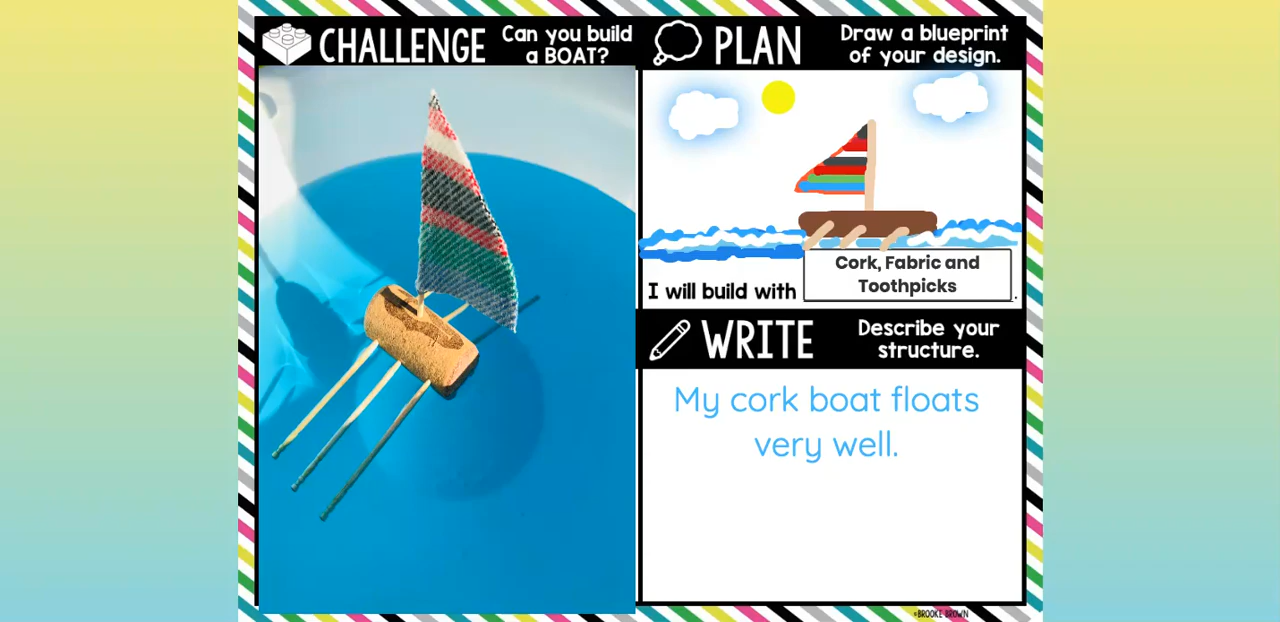 CHALLENGE
Can you build
a BOAT?
PLAN
Draw a blueprint
of your design.
I will build with
Cork, Fabric and
Toothpicks
.
WRITE
Describe your
structure.
My cork boat floats
very well.
©BROOKE BROWN